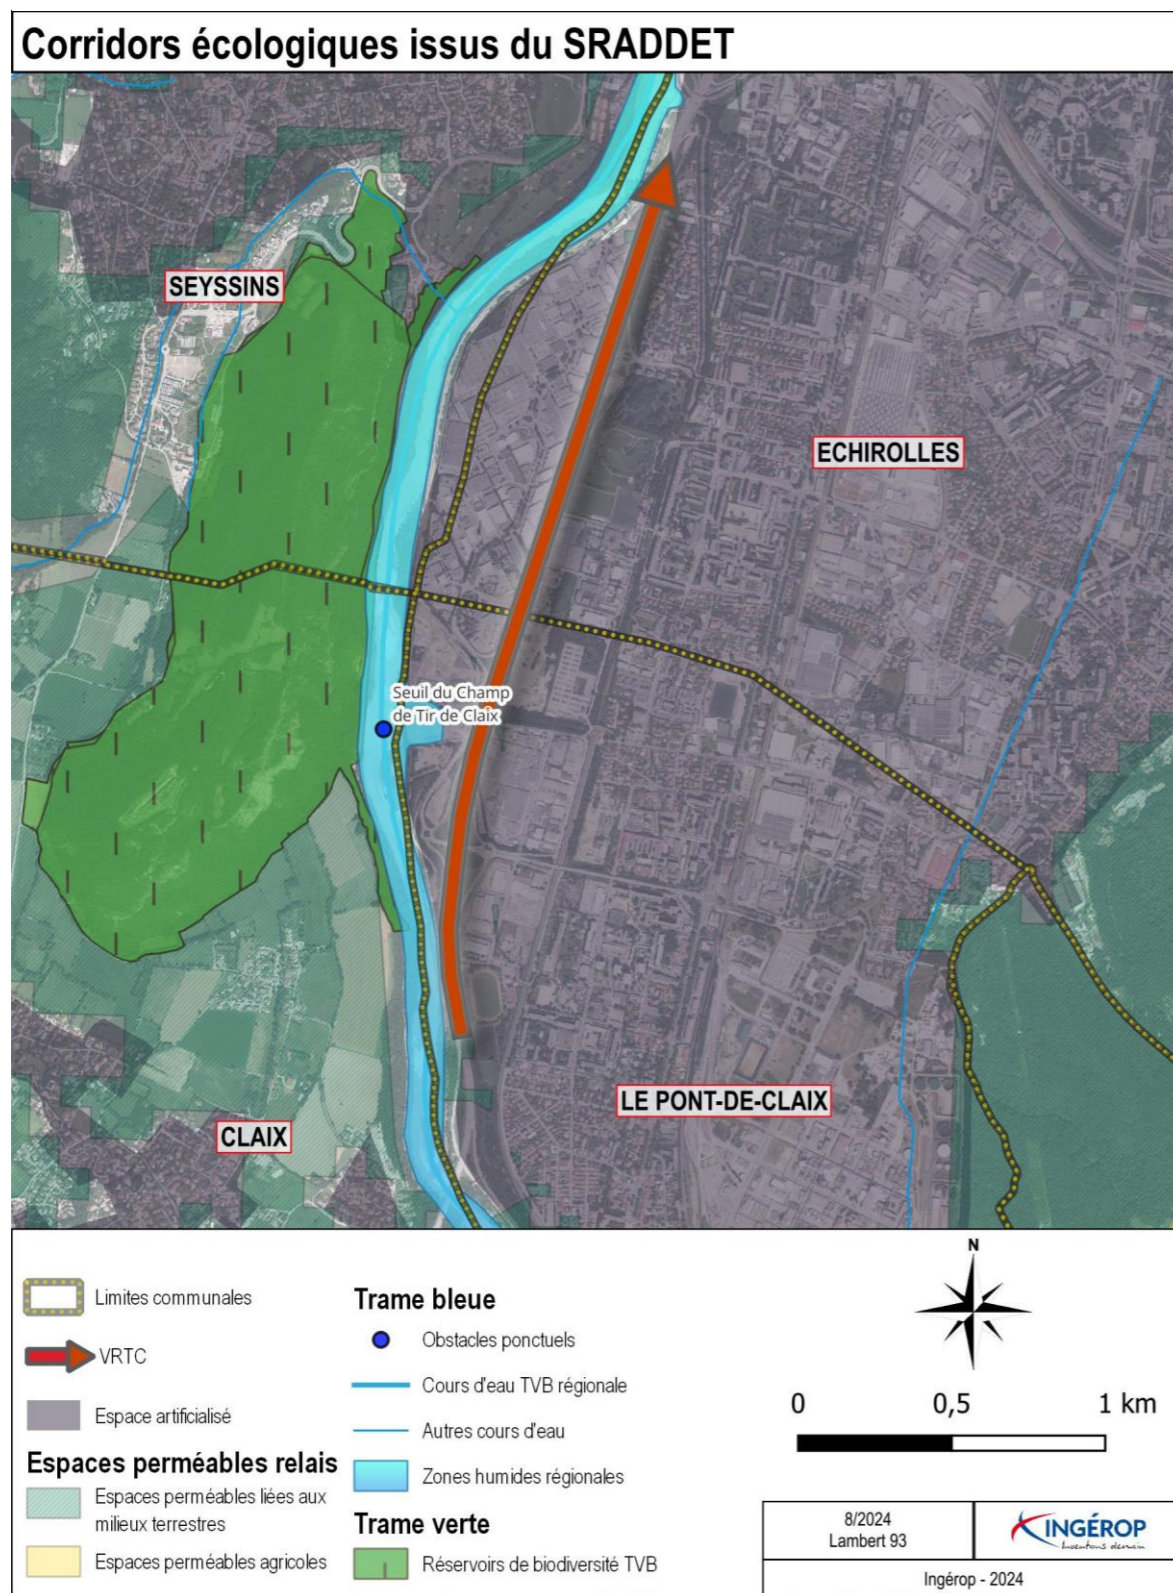 Corridors écologiques issus du SRADDET
SEYSSINS
ECHIROLLES
Seuil du Champ
de Tir de Claix
LE PONT-DE-CLAIX
CLAIX
Limites communales
VRTC
Espace artificialisé
Espaces perméables relais
Espaces perméables liées aux
milieux terrestres
Espaces perméables agricoles
Trame bleue
Obstacles ponctuels
Cours d'eau TVB régionale
Autres cours d'eau
Zones humides régionales
Trame verte
Réservoirs de biodiversité TVB
N
0 0,5 1 km
8/2024
Lambert 93
INGÉROP
Inventons demain
Ingérop - 2024